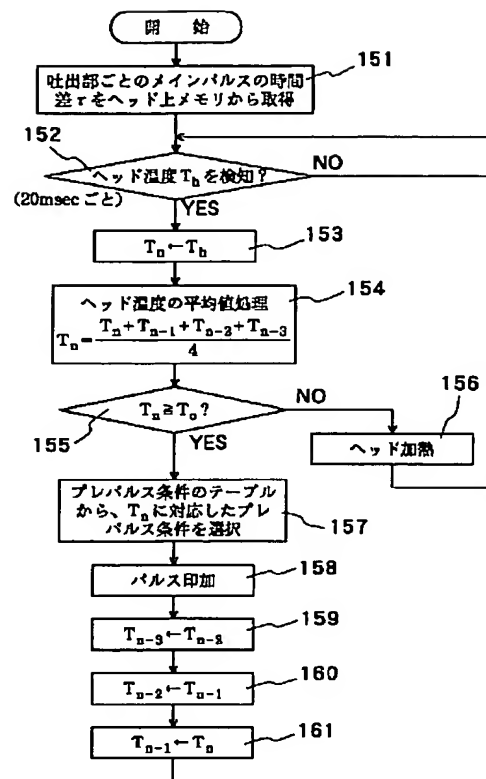 開 始
吐出部ごとのメインパルスの時間
差τをヘッド上メモリから取得
151
152
ヘッド温度 Th を検知?
NO
(20msecごと)
YES
Tn←Th
153
ヘッド温度の平均値処理
Tn=(Tn+Tn-1+Tn-2+Tn-3)/4
154
Tn≧To?
NO
155
YES
156
ヘッド加熱
プレパルス条件のテーブル
から、Tnに対応したプレ
パルス条件を選択
157
パルス印加
158
Tn-3←Tn-2
159
Tn-2←Tn-1
160
Tn-1←Tn
161